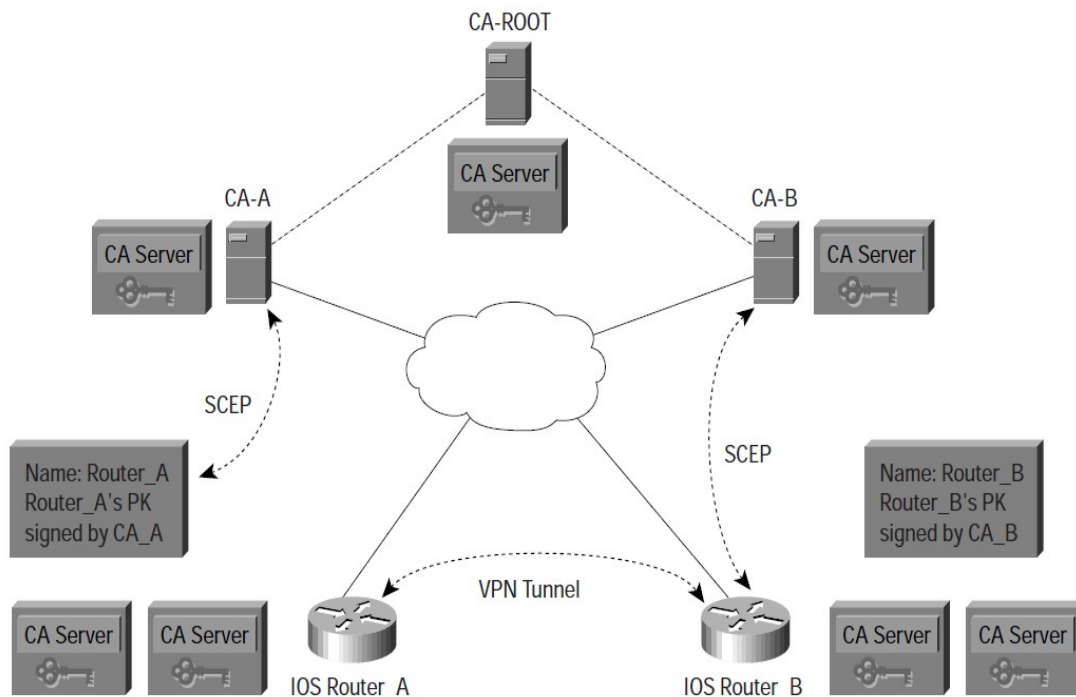 CA-ROOT
CA Server
CA-A
CA-B
CA Server
CA Server
SCEP
SCEP
Name: Router_A
Router_A's PK
signed by CA_A
Name: Router_B
Router_B's PK
signed by CA_B
VPN Tunnel
CA Server
CA Server
CA Server
CA Server
IOS Router_A
IOS Router_B